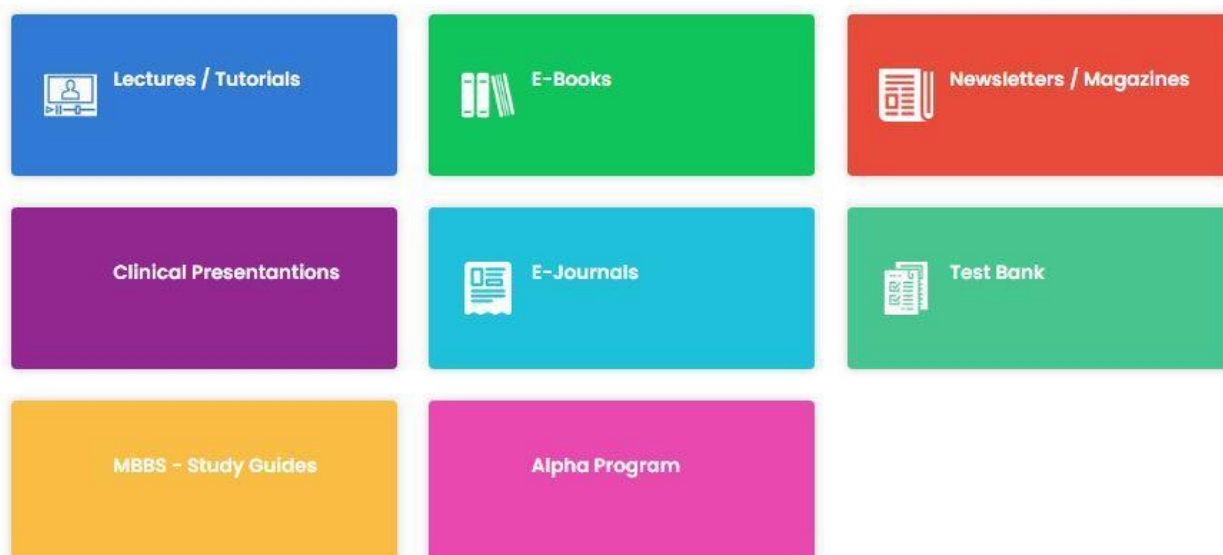 Lectures / Tutorials
E-Books
Newsletters / Magazines
Clinical Presentantions
E-Journals
Test Bank
MBBS - Study Guides
Alpha Program